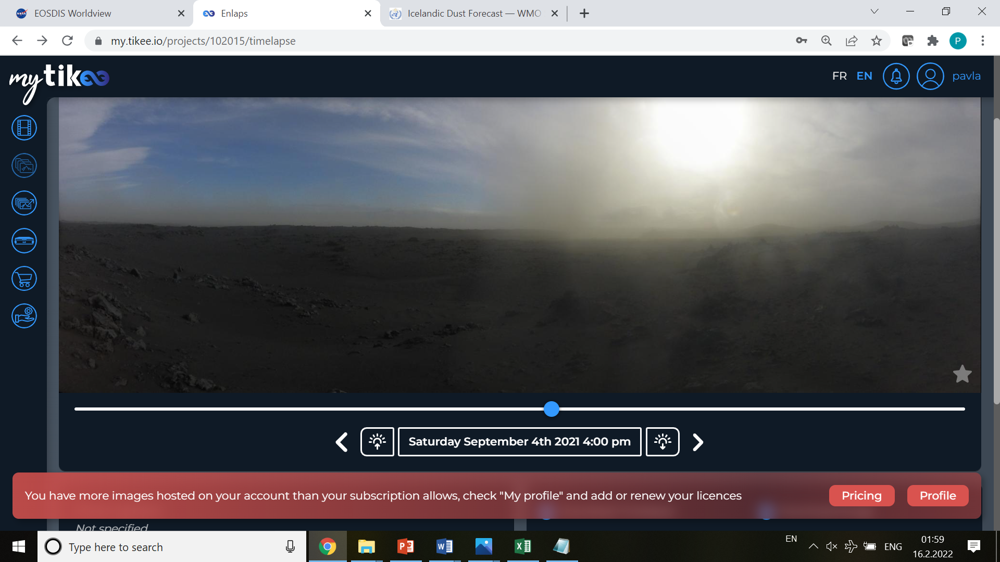 EOSDIS Worldview
Enlaps
Icelandic Dust Forecast — WMO
my.tikee.io/projects/102015/timelapse
P
my tikee
FR EN pavla
Saturday September 4th 2021 4:00 pm
You have more images hosted on your account than your subscription allows, check "My profile" and add or renew your licences
Pricing Profile
Not specified
Type here to search
EN
ENG
01:59
16.2.2022